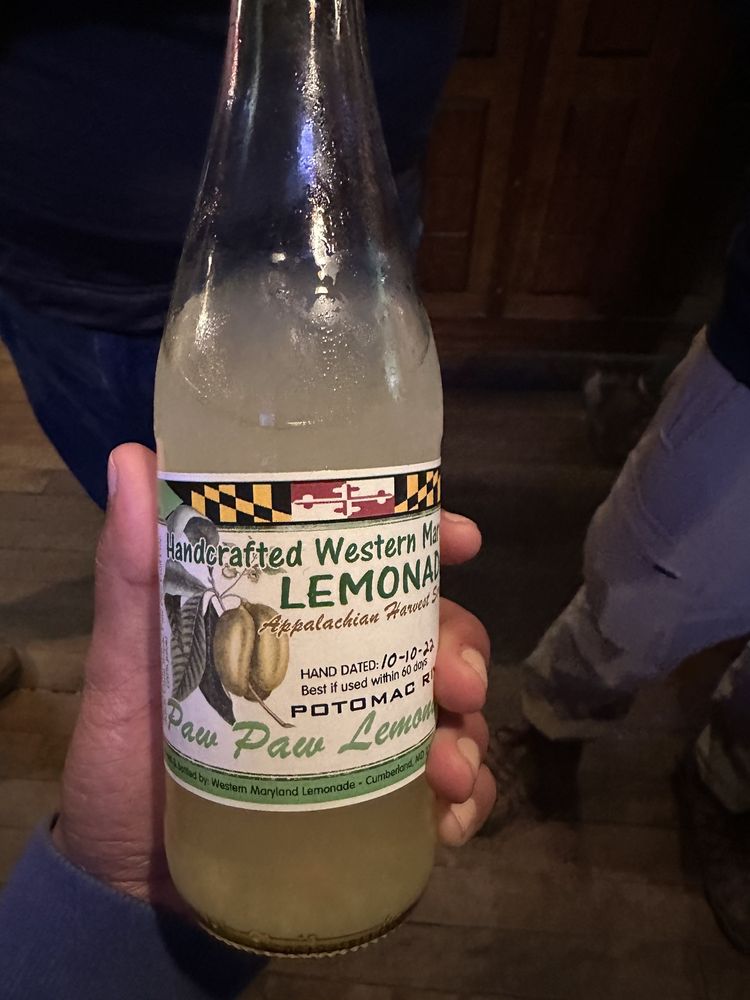 Handcrafted Western Mar
LEMONAD
Appalachian Harvest S
HAND DATED: 10-10-22
Best if used within 60 days
POTOMAC RI
Paw Paw Lemon
& bottled by: Western Maryland Lemonade - Cumberland, MD